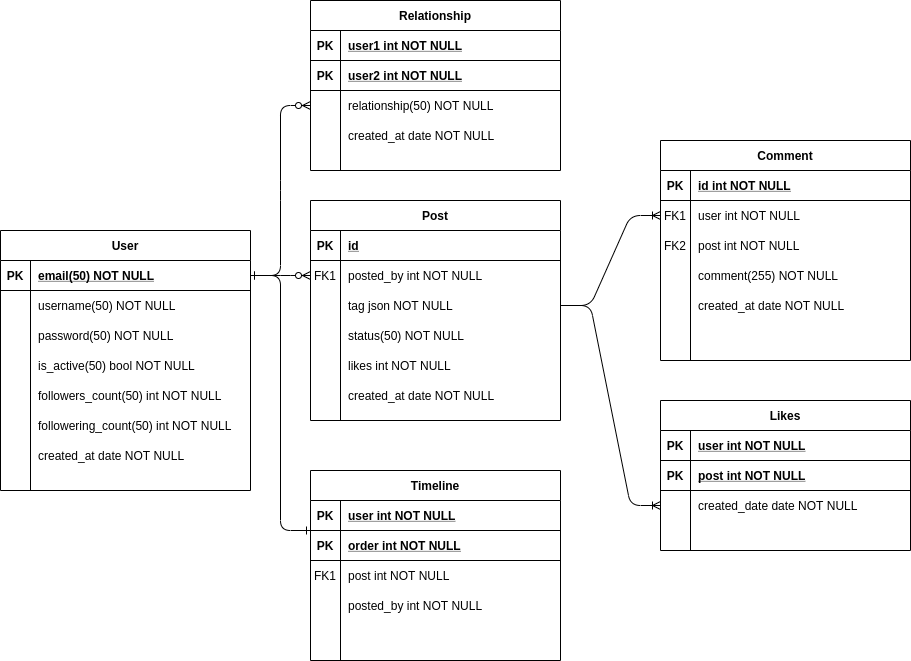 Relationship
PK user1 int NOT NULL
PK user2 int NOT NULL
relationship(50) NOT NULL
created_at date NOT NULL
Post
PK id
FK1 posted_by int NOT NULL
tag json NOT NULL
status(50) NOT NULL
likes int NOT NULL
created_at date NOT NULL
User
PK email(50) NOT NULL
username(50) NOT NULL
password(50) NOT NULL
is_active(50) bool NOT NULL
followers_count(50) int NOT NULL
followering_count(50) int NOT NULL
created_at date NOT NULL
Timeline
PK user int NOT NULL
PK order int NOT NULL
FK1 post int NOT NULL
posted_by int NOT NULL
Comment
PK id int NOT NULL
FK1 user int NOT NULL
FK2 post int NOT NULL
comment(255) NOT NULL
created_at date NOT NULL
Likes
PK user int NOT NULL
PK post int NOT NULL
created_date date NOT NULL